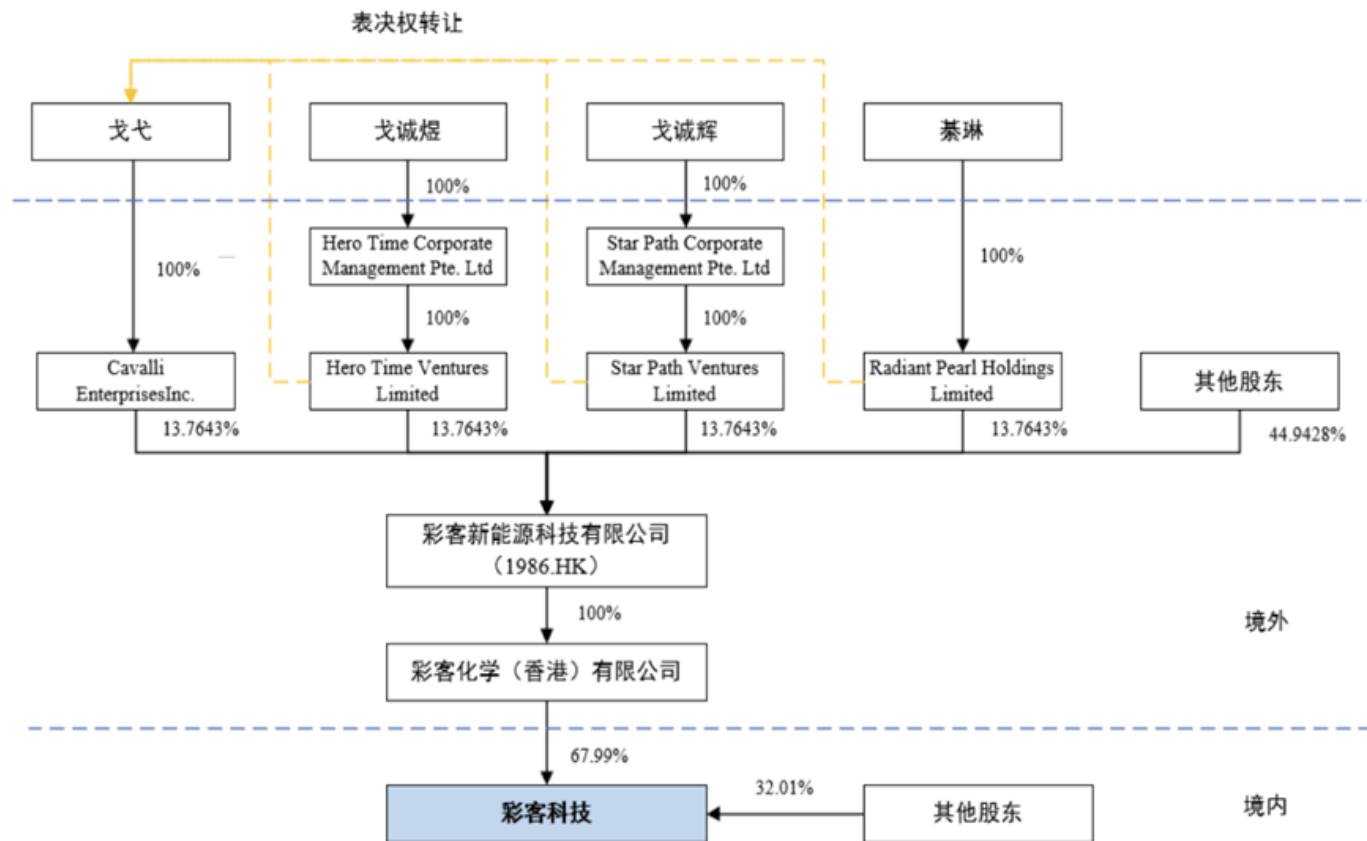 表决权转让
戈弋
戈诚煜
戈诚辉
綦琳
100%
100%
Hero Time Corporate
Management Pte. Ltd
Star Path Corporate
Management Pte. Ltd
100%
100%
100%
100%
Cavalli
EnterprisesInc.
Hero Time Ventures
Limited
Star Path Ventures
Limited
Radiant Pearl Holdings
Limited
其他股东
13.7643%
13.7643%
13.7643%
13.7643%
44.9428%
彩客新能源科技有限公司
（1986.HK）
100%
境外
彩客化学（香港）有限公司
67.99%
彩客科技
32.01%
其他股东
境内